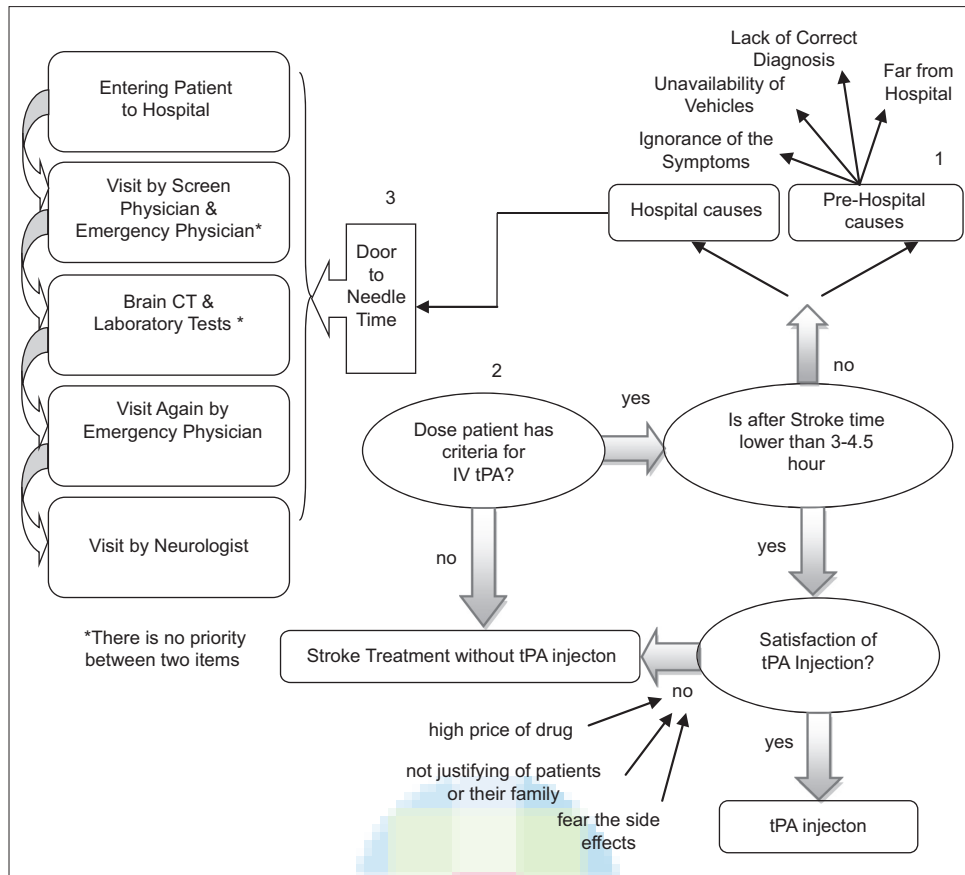 Entering Patient
to Hospital
Visit by Screen
Physician &
Emergency Physician*
Brain CT &
Laboratory Tests *
Visit Again by
Emergency Physician
Visit by Neurologist
*There is no priority
between two items
3
Door
to
Needle
Time
Lack of Correct
Diagnosis
Unavailability of
Vehicles
Far from
Hospital
Ignorance of the
Symptoms
1
Hospital causes
Pre-Hospital
causes
no
2
Dose patient has
criteria for
IV tPA?
yes
Is after Stroke time
lower than 3-4.5
hour
no
yes
Stroke Treatment without tPA injecton
Satisfaction of
tPA Injection?
no
high price of drug
not justifying of patients
or their family
fear the side
effects
yes
tPA injecton